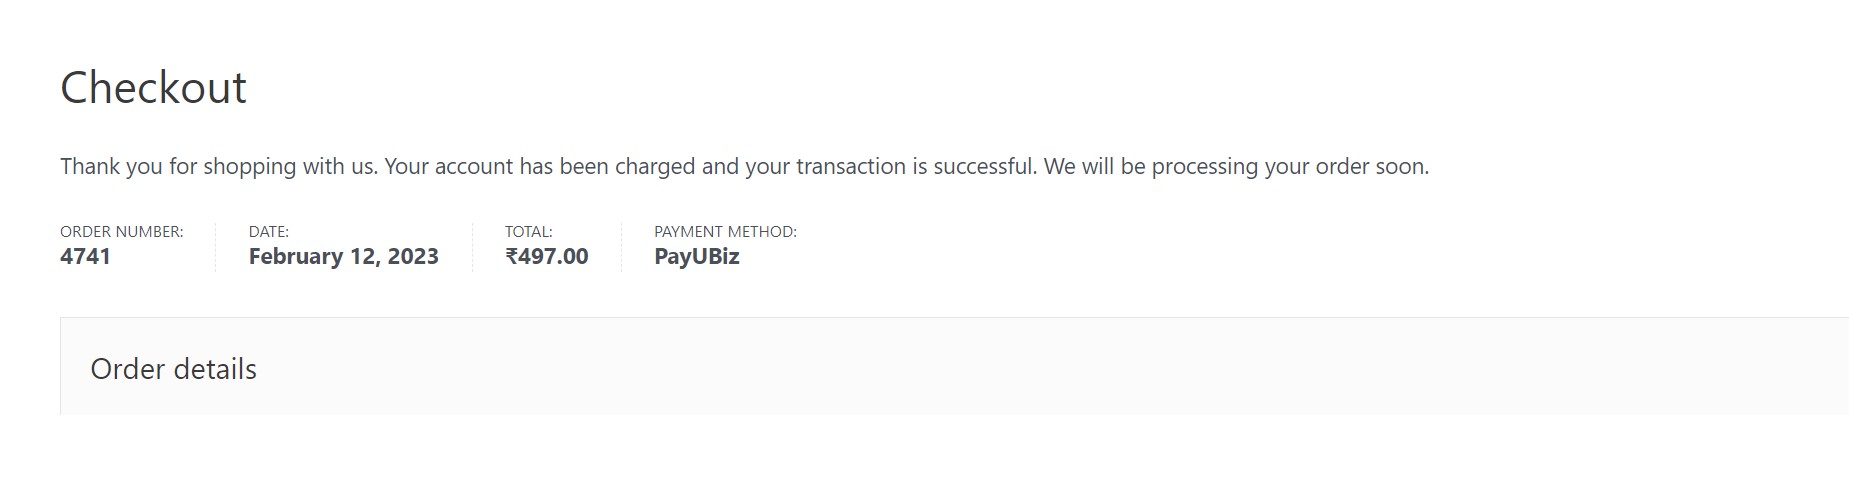 Checkout
Thank you for shopping with us. Your account has been charged and your transaction is successful. We will be processing your order soon.
ORDER NUMBER: DATE: TOTAL: PAYMENT METHOD:
4741 February 12, 2023 ₹497.00 PayUBiz
Order details